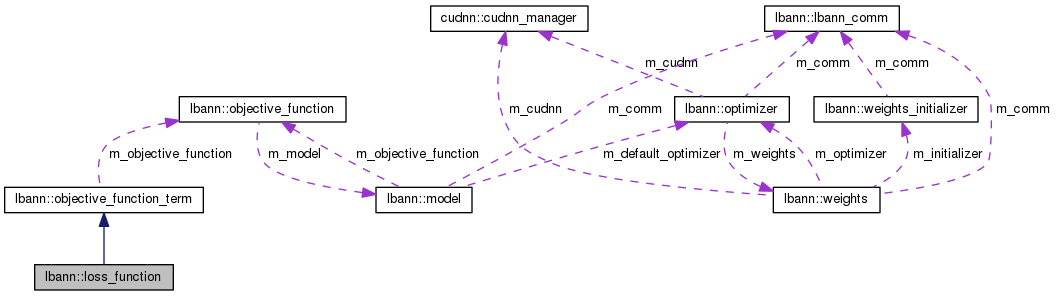 cudnn::cudnn_manager
lbann::lbann_comm
m_cudnn
m_comm
m_comm
lbann::objective_function
m_cudnn
m_comm
lbann::optimizer
lbann::weights_initializer
m_comm
m_objective_function
m_model
m_objective_function
m_default_optimizer
m_weights
m_optimizer
m_initializer
lbann::objective_function_term
lbann::model
lbann::weights
lbann::loss_function